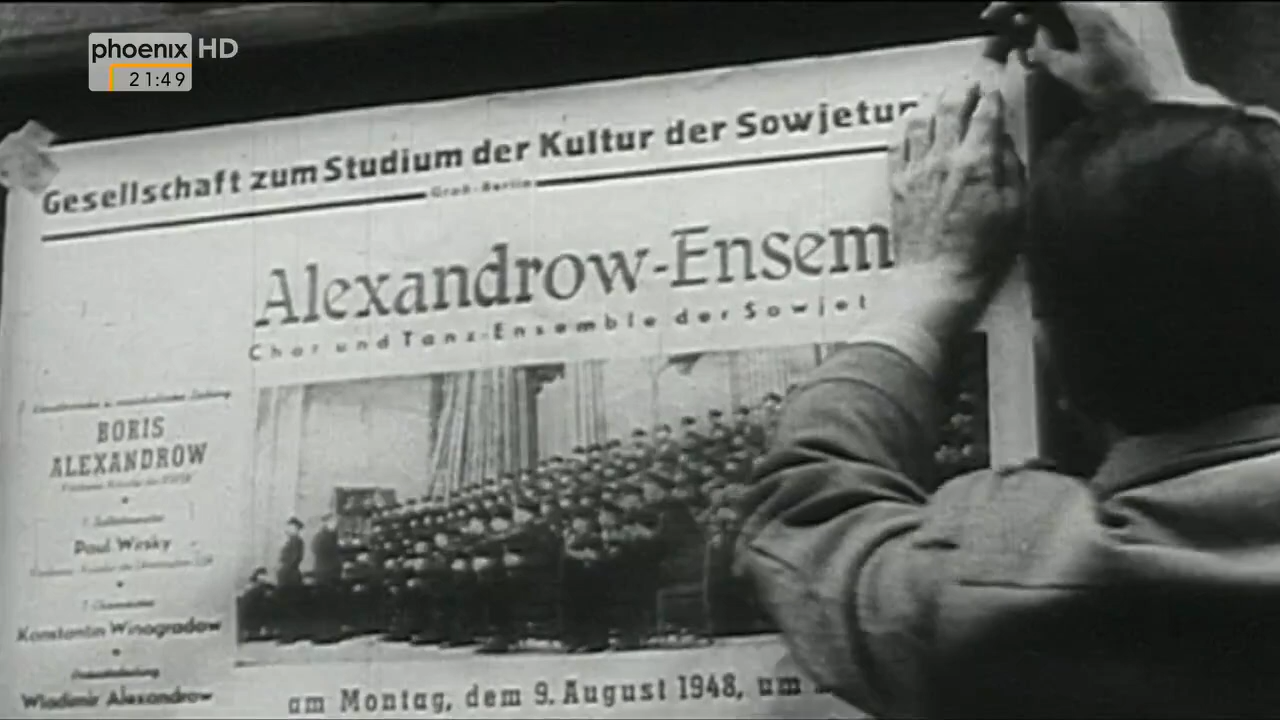 phoenix HD
21:49
Gesellschaft zum Studium der Kultur der Sowjetun
Groß-Berlin
Alexandrow-Ensem
Chor und Tanz-Ensemble der Sowjet
BORIS
ALEXANDROW
Paul Wirsky
Konstantin Winogradow
Wladimir Alexandrow
am Montag, dem 9. August 1948, um